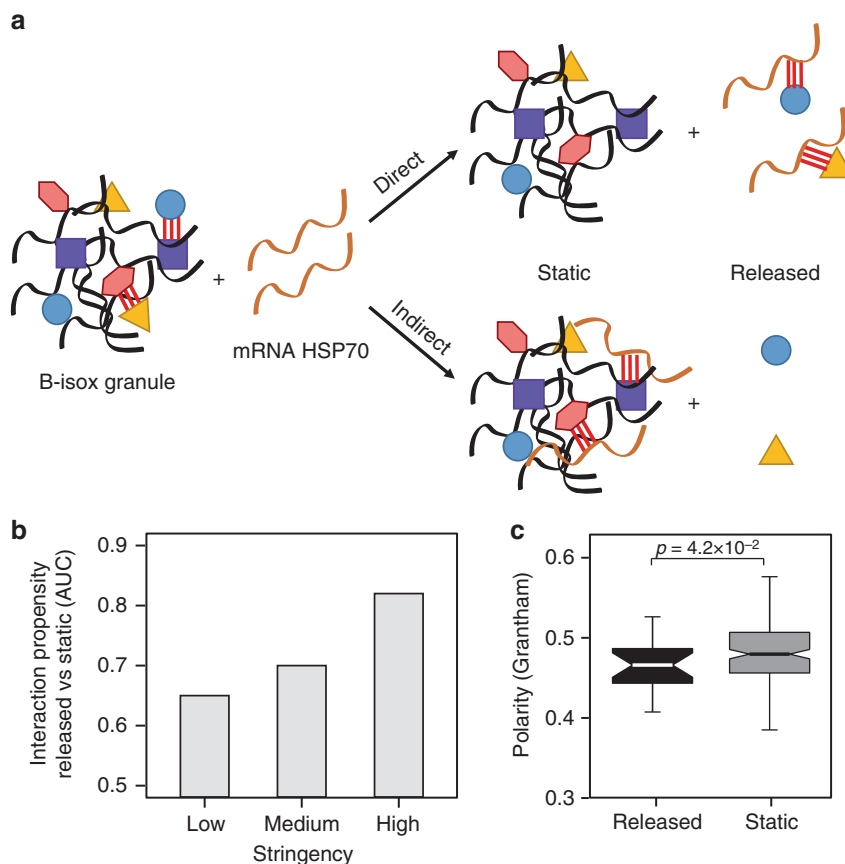 a
Direct
+
+
Static
Released
mRNA HSP70
B-isox granule
Indirect
+
b
Interaction propensity
released vs static (AUC)
0.9
0.8
0.7
0.6
0.5
Low Medium High
Stringency
c
Polarity (Grantham)
0.6
0.5
0.4
0.3
p = 4.2×10⁻²
Released Static